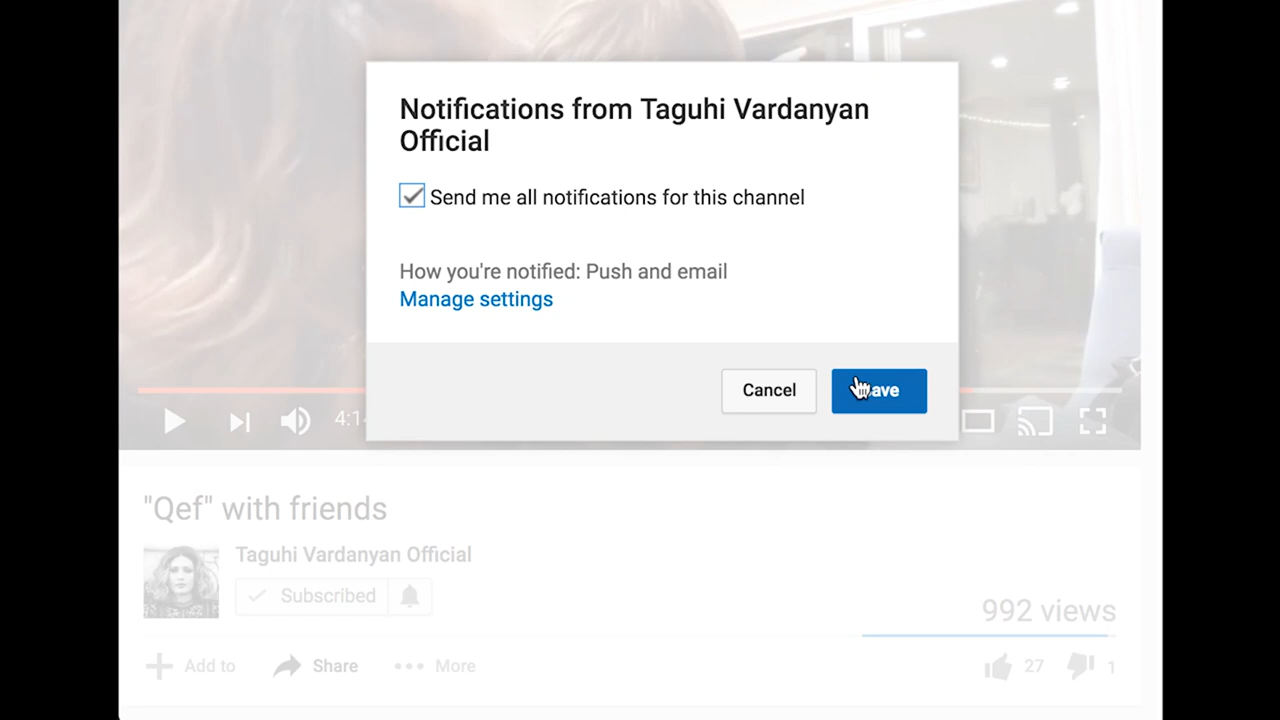 Notifications from Taguhi Vardanyan
Official
Send me all notifications for this channel
How you're notified: Push and email
Manage settings
Cancel
"Qef" with friends
Taguhi Vardanyan Official
Subscribed
992 views
Add to
Share
More
27
1